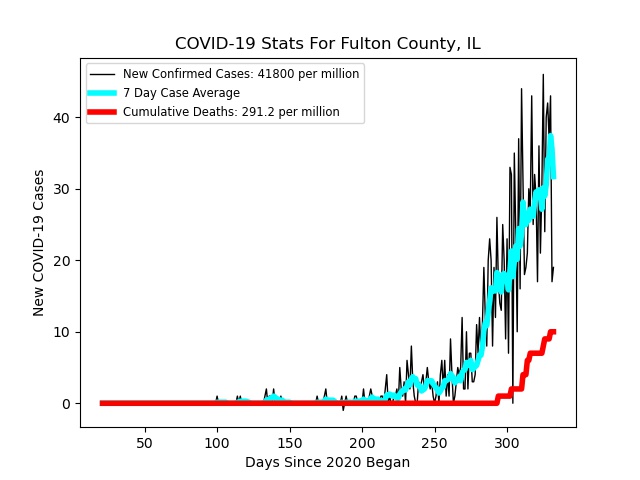 COVID-19 Stats For Fulton County, IL
New Confirmed Cases: 41800 per million
7 Day Case Average
Cumulative Deaths: 291.2 per million
New COVID-19 Cases
40
30
20
10
0
50
100
150
200
250
300
Days Since 2020 Began